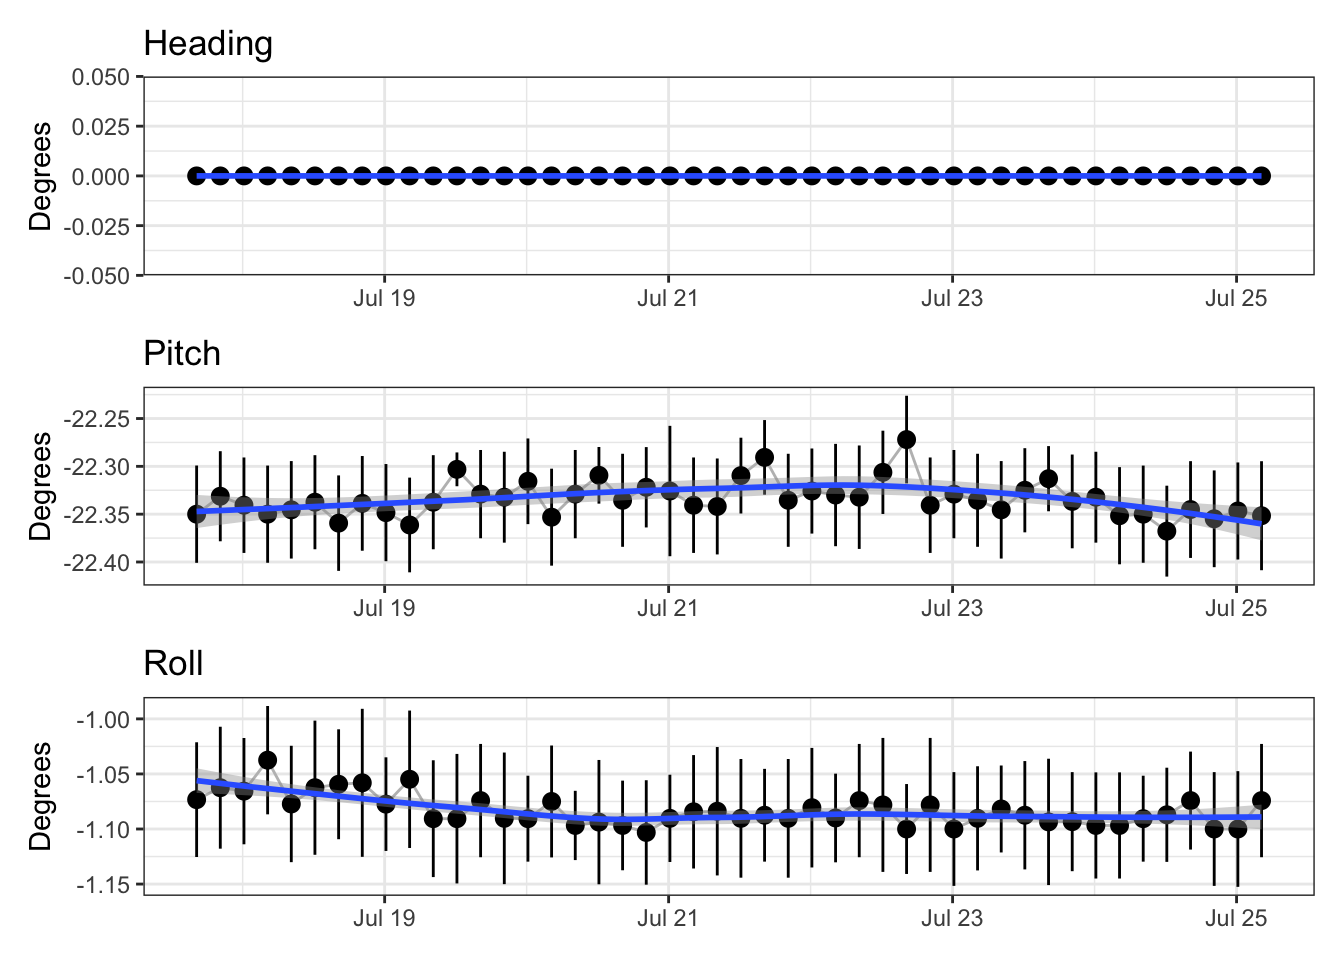 Heading
Degrees
0.050
0.025
0.000
-0.025
-0.050
Jul 19 Jul 21 Jul 23 Jul 25
Pitch
Degrees
-22.25
-22.30
-22.35
-22.40
Jul 19 Jul 21 Jul 23 Jul 25
Roll
Degrees
-1.00
-1.05
-1.10
-1.15
Jul 19 Jul 21 Jul 23 Jul 25